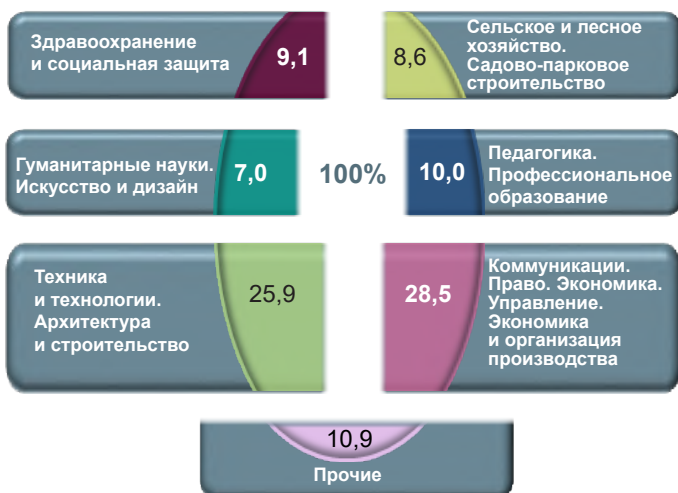 Здравоохранение
и социальная защита
9,1
8,6
Сельское и лесное
хозяйство.
Садово-парковое
строительство
Гуманитарные науки.
Искусство и дизайн
7,0
100%
10,0
Педагогика.
Профессиональное
образование
Техника
и технологии.
Архитектура
и строительство
25,9
28,5
Коммуникации.
Право. Экономика.
Управление.
Экономика
и организация
производства
10,9
Прочие